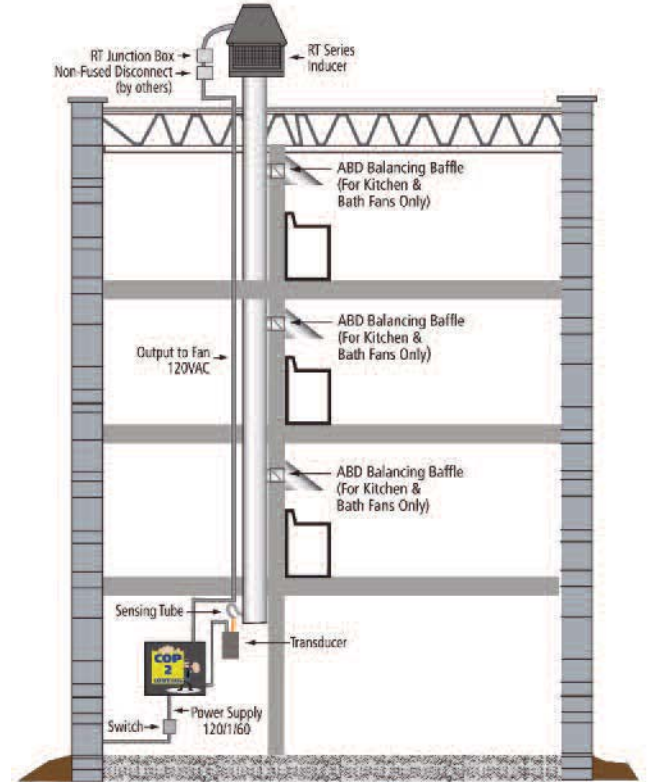 RT Junction Box
Non-Fused Disconnect
(by others)
RT Series
Inducer
ABD Balancing Baffle
(For Kitchen &
Bath Fans Only)
ABD Balancing Baffle
(For Kitchen &
Bath Fans Only)
Output to Fan
120VAC
ABD Balancing Baffle
(For Kitchen &
Bath Fans Only)
Sensing Tube
Transducer
COP
2
Power Supply
120/1/60
Switch